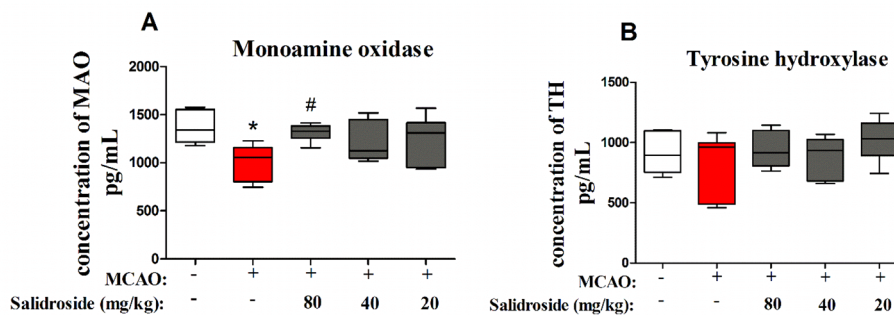 A
Monoamine oxidase
concentration of MAO
pg/mL
2000
1500
1000
500
0
*
#
MCAO: - + + + +
Salidroside (mg/kg): - - 80 40 20
B
Tyrosine hydroxylase
concentration of TH
pg/mL
1500
1000
500
0
MCAO: - + + + +
Salidroside (mg/kg): - - 80 40 20